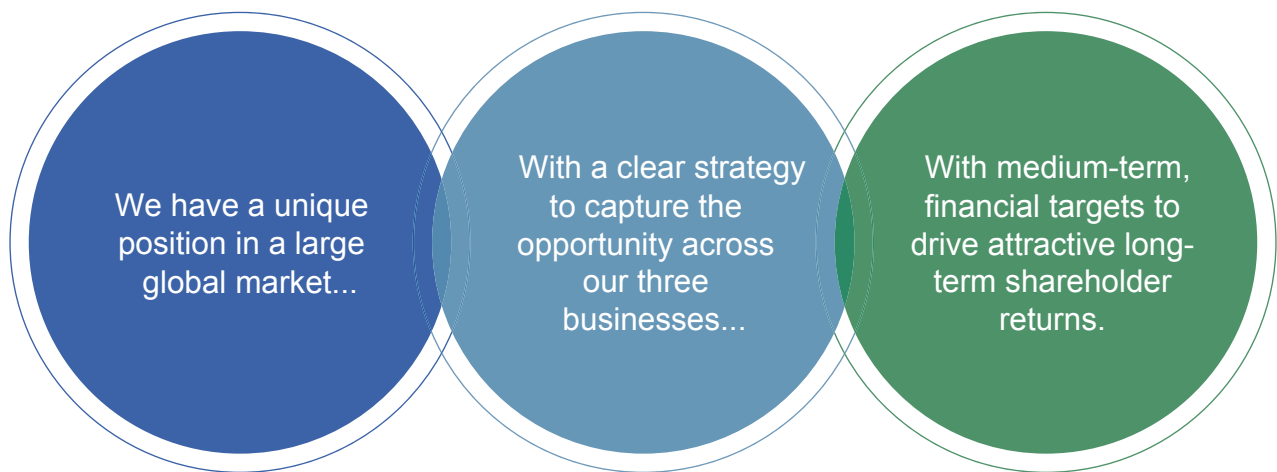 We have a unique
position in a large
global market...
With a clear strategy
to capture the
opportunity across
our three
businesses...
With medium-term,
financial targets to
drive attractive long-
term shareholder
returns.